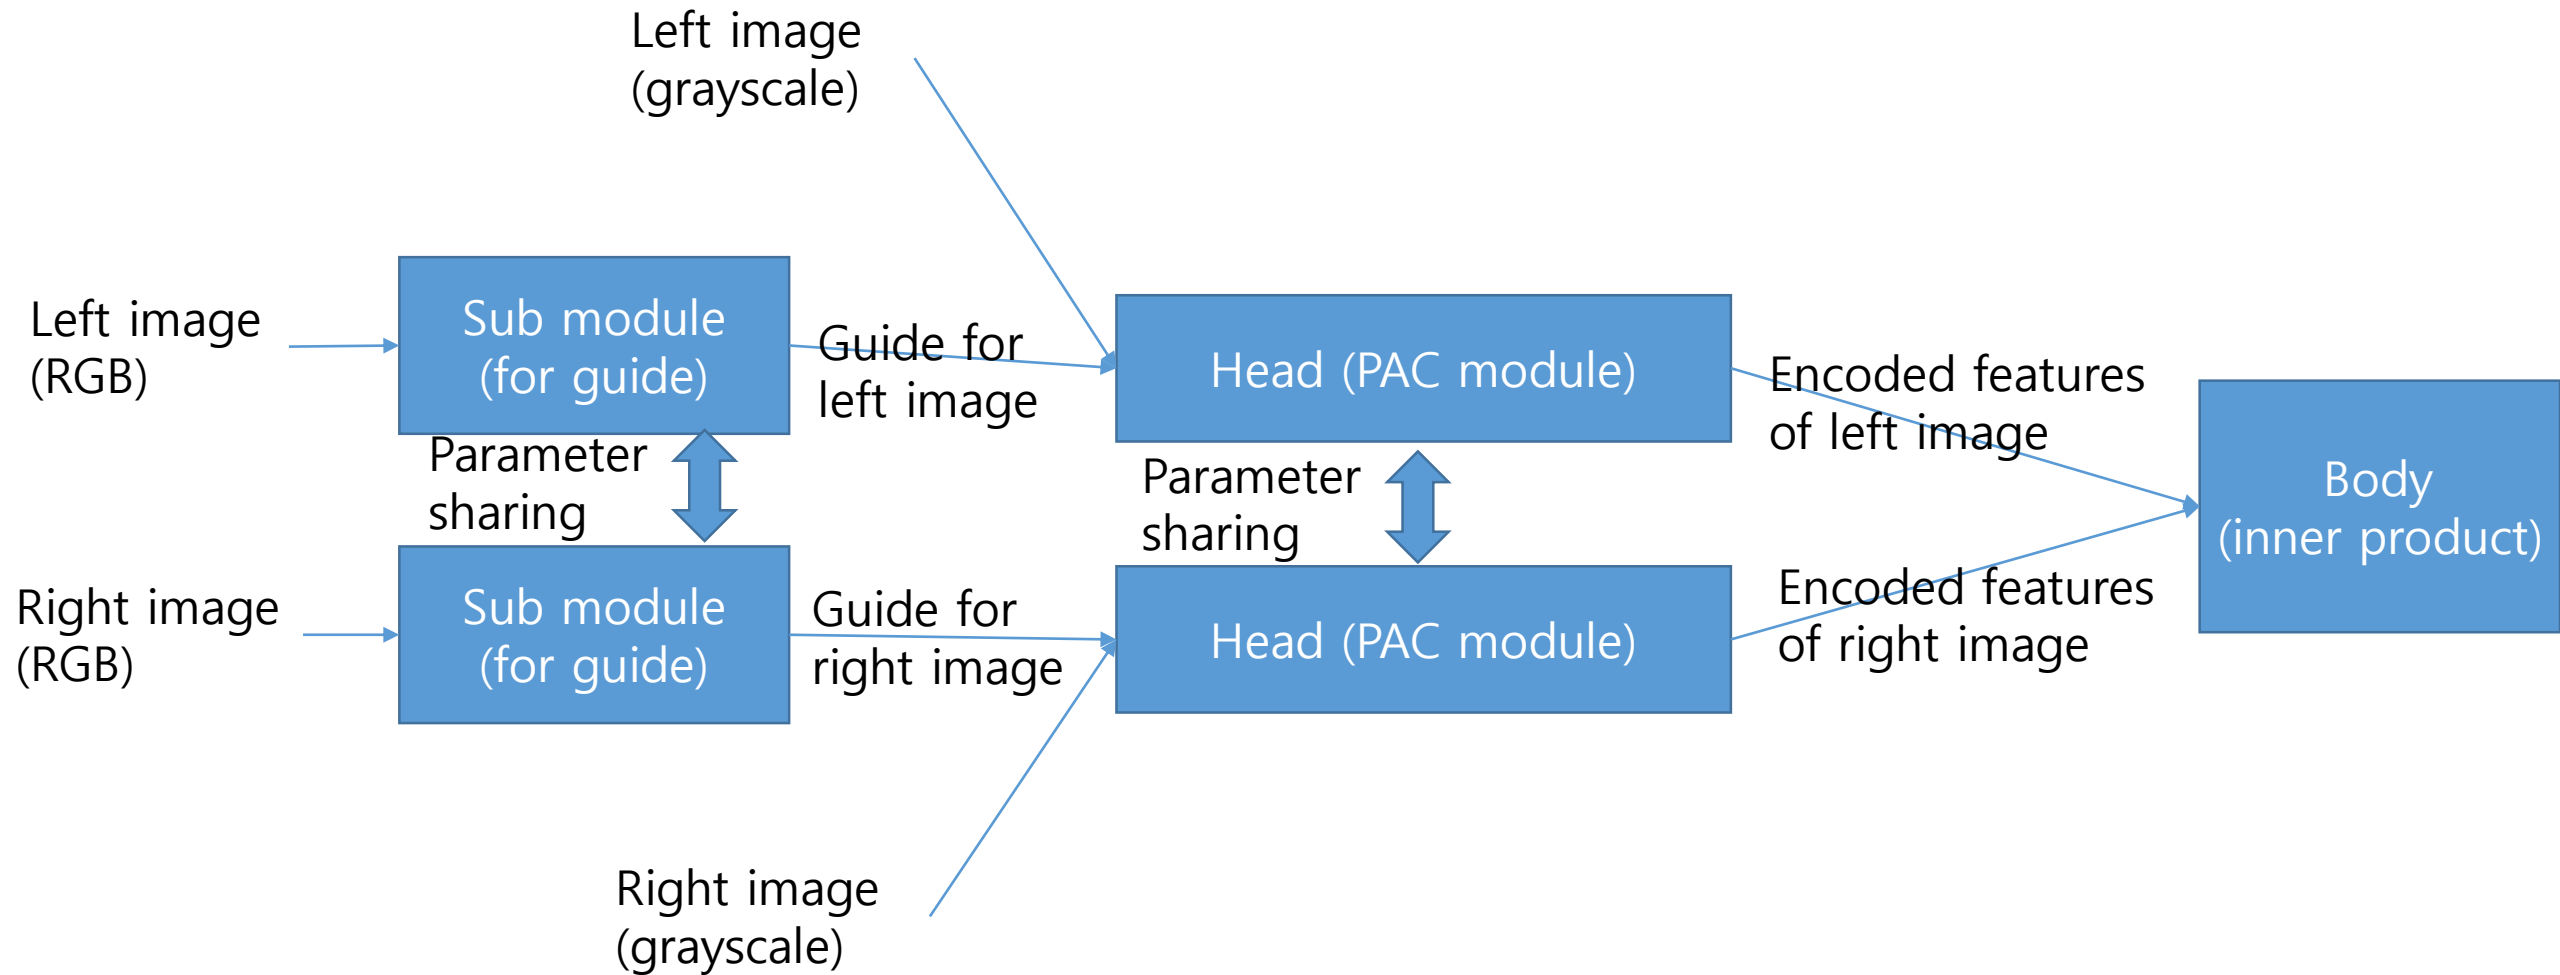 Left image
(grayscale)
Left image
(RGB)
Sub module
(for guide)
Guide for
left image
Head (PAC module)
Encoded features
of left image
Parameter
sharing
Parameter
sharing
Body
(inner product)
Right image
(RGB)
Sub module
(for guide)
Guide for
right image
Head (PAC module)
Encoded features
of right image
Right image
(grayscale)